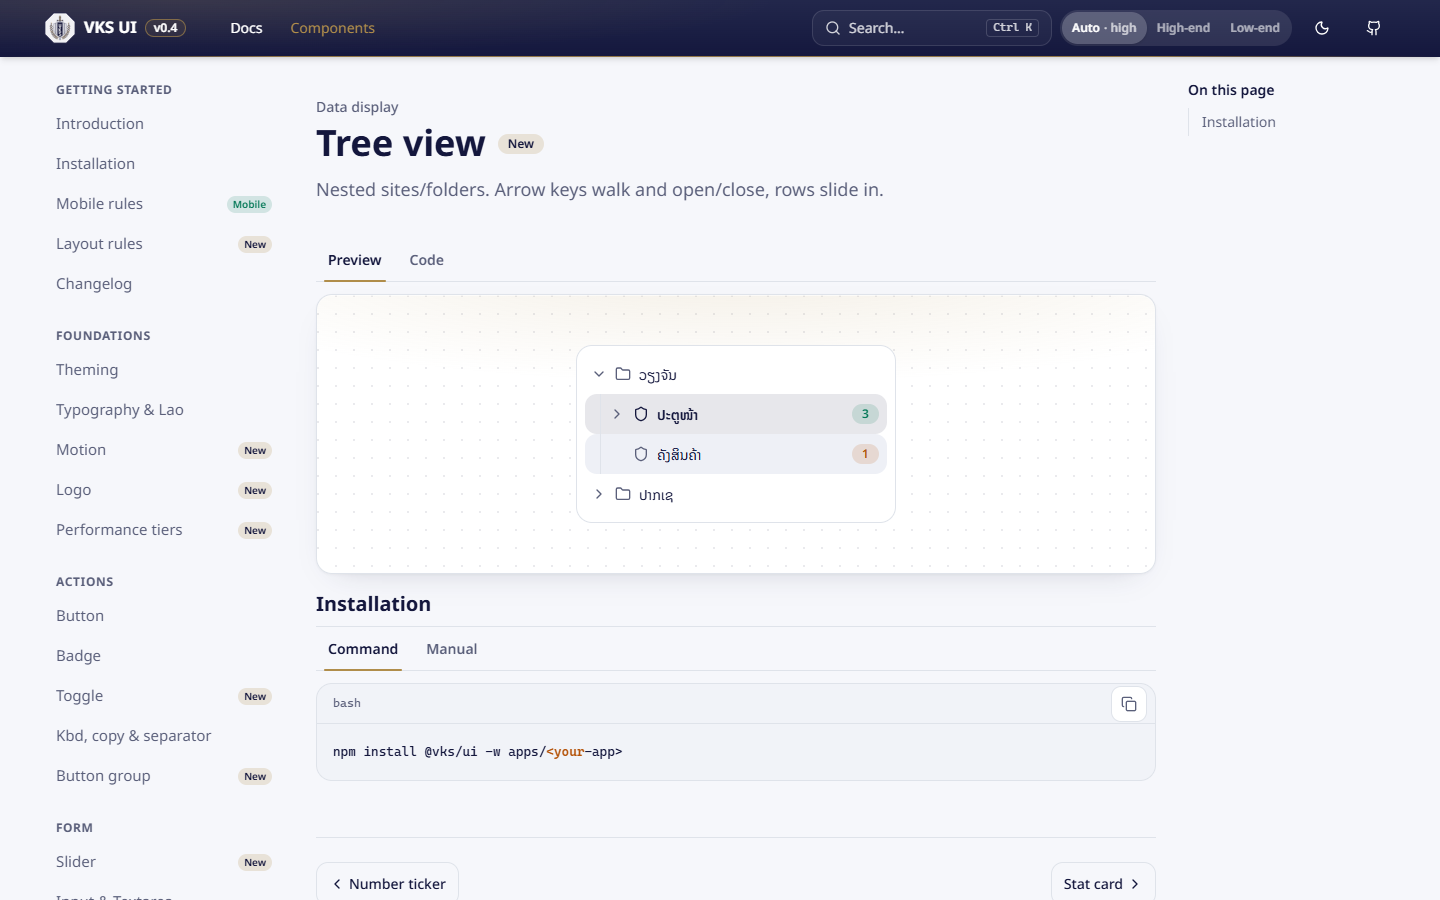 VKS UI v0.4 Docs Components Search... Ctrl K Auto · high High-end Low-end
GETTING STARTED
Introduction
Installation
Mobile rules Mobile
Layout rules New
Changelog
FOUNDATIONS
Theming
Typography & Lao
Motion New
Logo New
Performance tiers New
ACTIONS
Button
Badge
Toggle New
Kbd, copy & separator
Button group New
FORM
Slider New
Data display
Tree view New
Nested sites/folders. Arrow keys walk and open/close, rows slide in.
Preview Code
ວຽງຈັນ
ປະຕູໜ້າ 3
ຄັງສິນຄ້າ 1
ປາກເຊ
Installation
Command Manual
bash
npm install @vks/ui -w apps/<your-app>
Number ticker
Stat card
On this page
Installation